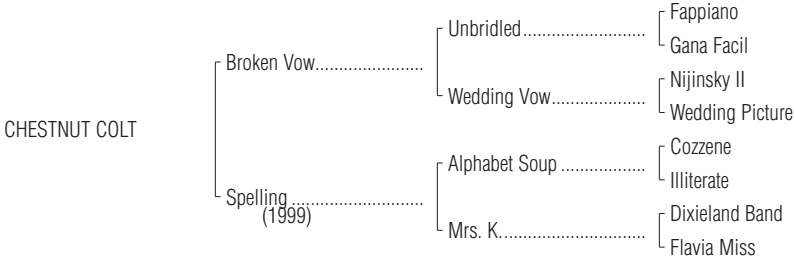 Fappiano
Unbridled..............................
Gana Facil
Broken Vow..........................
Nijinsky II
Wedding Vow.......................
Wedding Picture
CHESTNUT COLT
Cozzene
Alphabet Soup .....................
Illiterate
Spelling ................................
(1999)
Dixieland Band
Mrs. K....................................
Flavia Miss